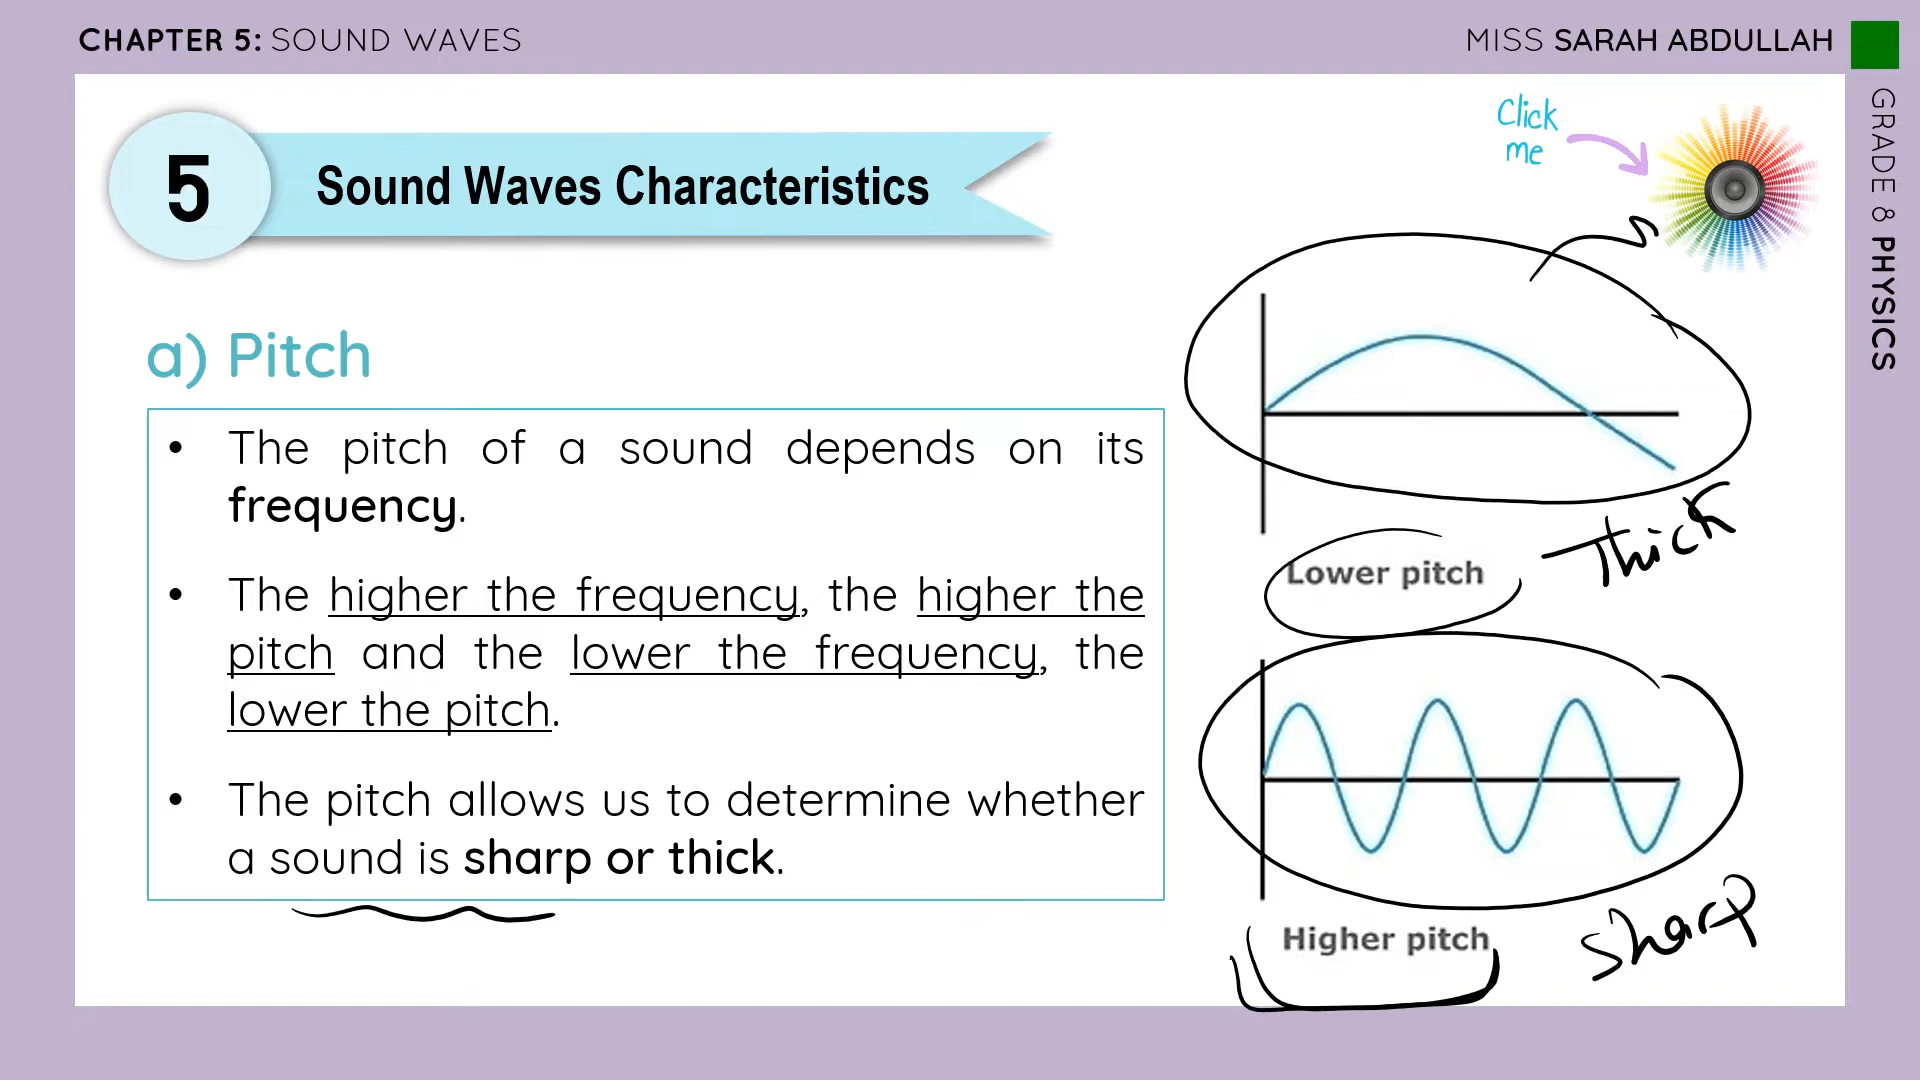 CHAPTER 5: SOUND WAVES
MISS SARAH ABDULLAH
GRADE 8 PHYSICS
Click
me
5
Sound Waves Characteristics
a) Pitch
• The pitch of a sound depends on its
frequency.
• The higher the frequency, the higher the
pitch and the lower the frequency, the
lower the pitch.
• The pitch allows us to determine whether
a sound is sharp or thick.
Lower pitch
Thick
Higher pitch
sharp